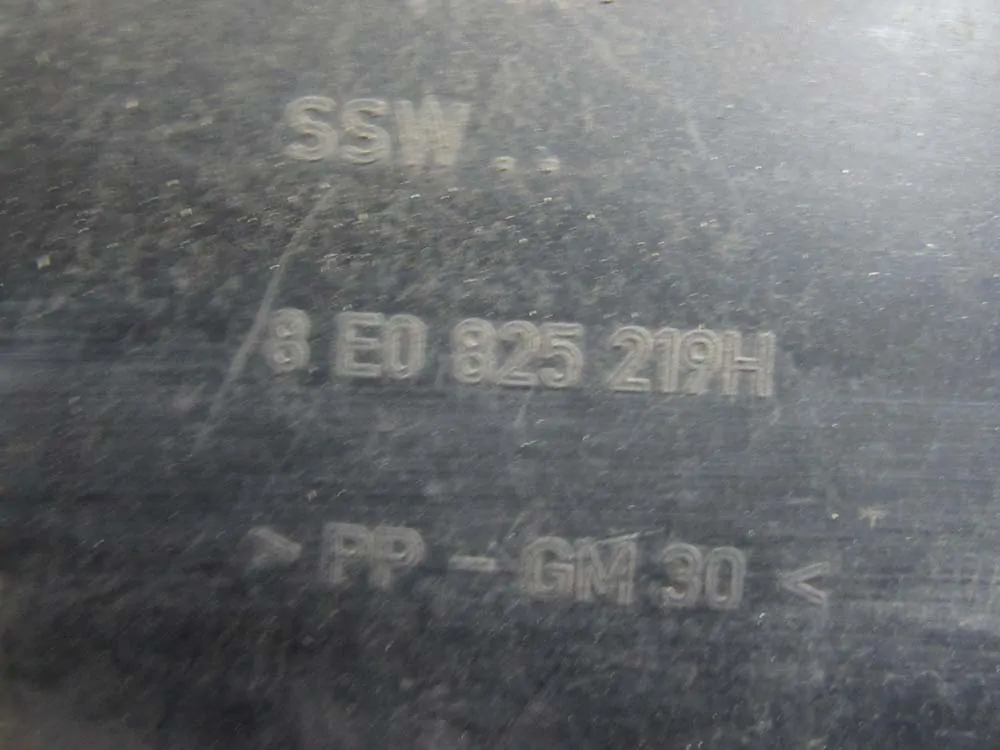 SSW..
8 E0 825 219H
> PP - GM 30 <